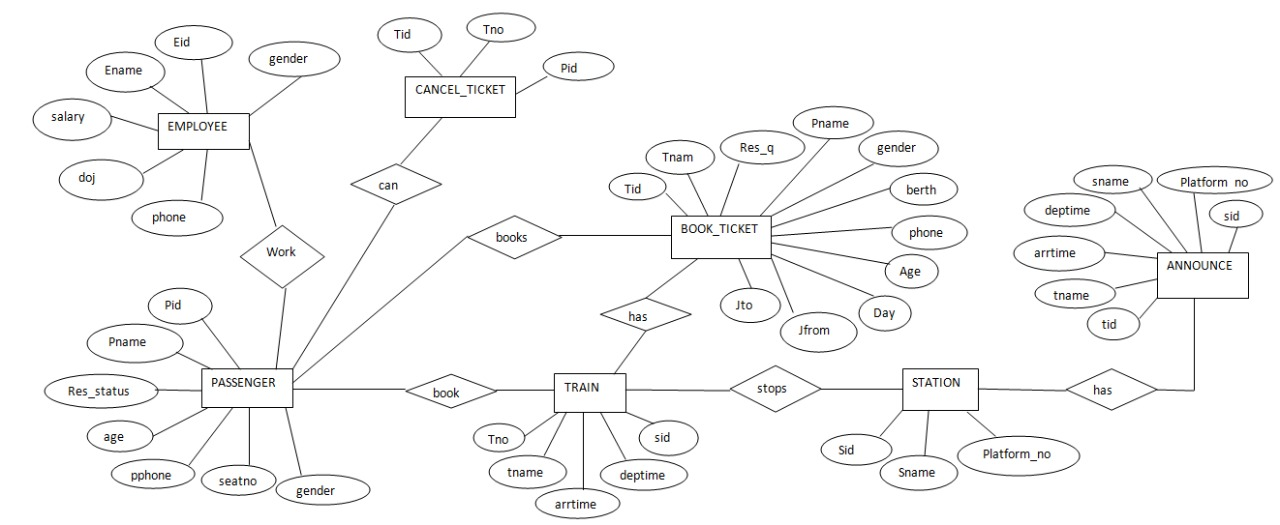 Eid
Ename
gender
salary
EMPLOYEE
doj
phone
Work
Tid
Tno
Pid
CANCEL_TICKET
can
books
Tid
Tnam
Res_q
Pname
gender
berth
phone
Age
Day
Jfrom
Jto
BOOK_TICKET
has
sname
Platform no
sid
deptime
arrtime
tname
tid
ANNOUNCE
Pid
Pname
Res_status
age
pphone
seatno
gender
PASSENGER
book
TRAIN
Tno
tname
arrtime
deptime
sid
stops
STATION
Sid
Sname
Platform_no
has